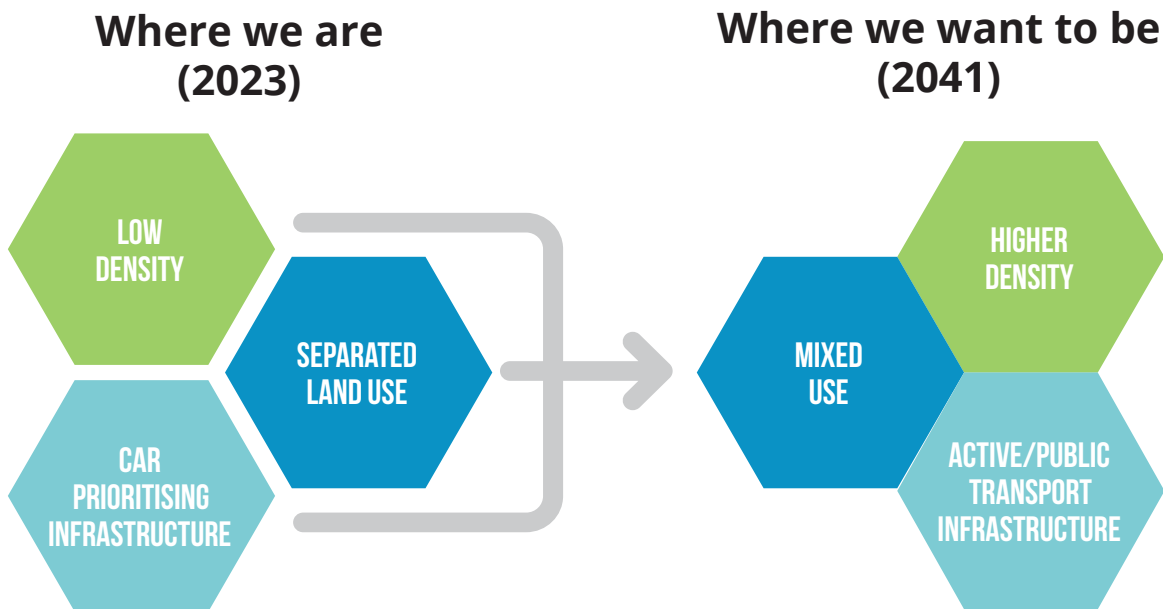 Where we are
(2023)
LOW
DENSITY
SEPARATED
LAND USE
CAR
PRIORITISING
INFRASTRUCTURE
Where we want to be
(2041)
HIGHER
DENSITY
MIXED
USE
ACTIVE/PUBLIC
TRANSPORT
INFRASTRUCTURE